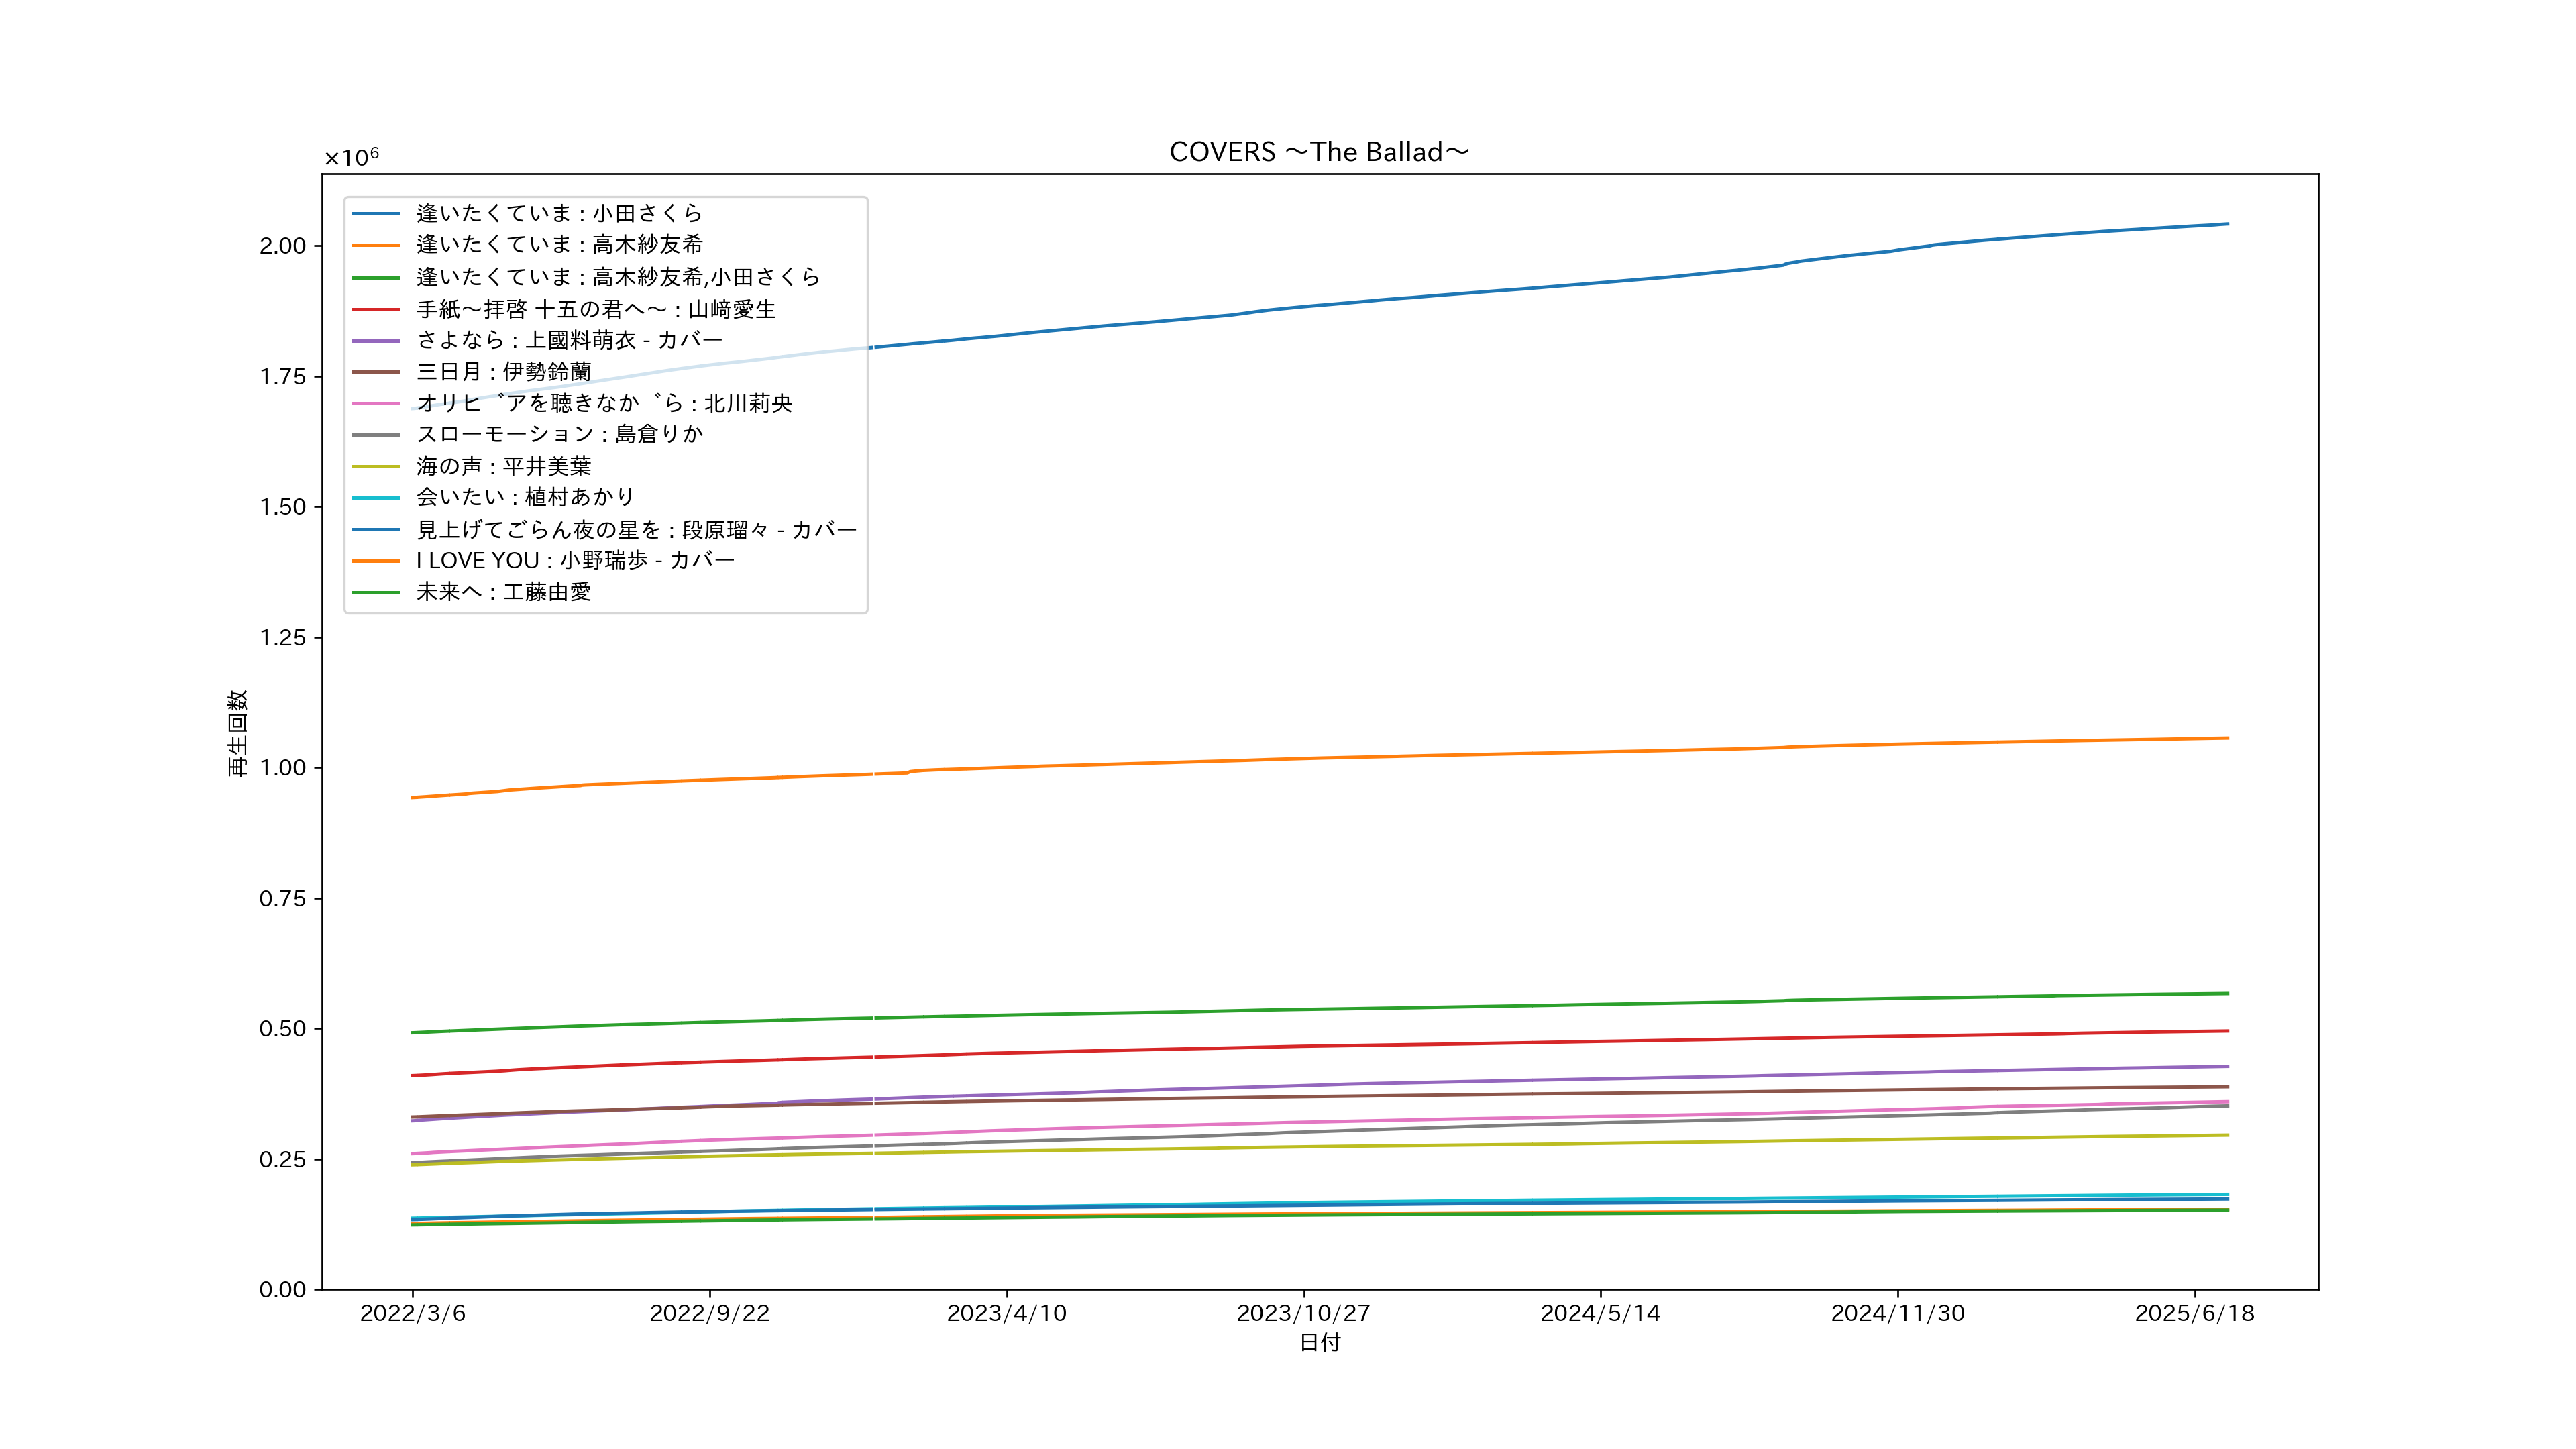 COVERS ～The Ballad～
×10⁶
2.00
1.75
1.50
1.25
1.00
0.75
0.50
0.25
0.00
再生回数
逢いたくていま : 小田さくら
逢いたくていま : 高木紗友希
逢いたくていま : 高木紗友希,小田さくら
手紙～拝啓 十五の君へ～ : 山﨑愛生
さよなら : 上國料萌衣 - カバー
三日月 : 伊勢鈴蘭
オリヒ゛アを聴きなか゛ら : 北川莉央
スローモーション : 島倉りか
海の声 : 平井美葉
会いたい : 植村あかり
見上げてごらん夜の星を : 段原瑠々 - カバー
I LOVE YOU : 小野瑞歩 - カバー
未来へ : 工藤由愛
2022/3/6
2022/9/22
2023/4/10
2023/10/27
2024/5/14
2024/11/30
2025/6/18
日付